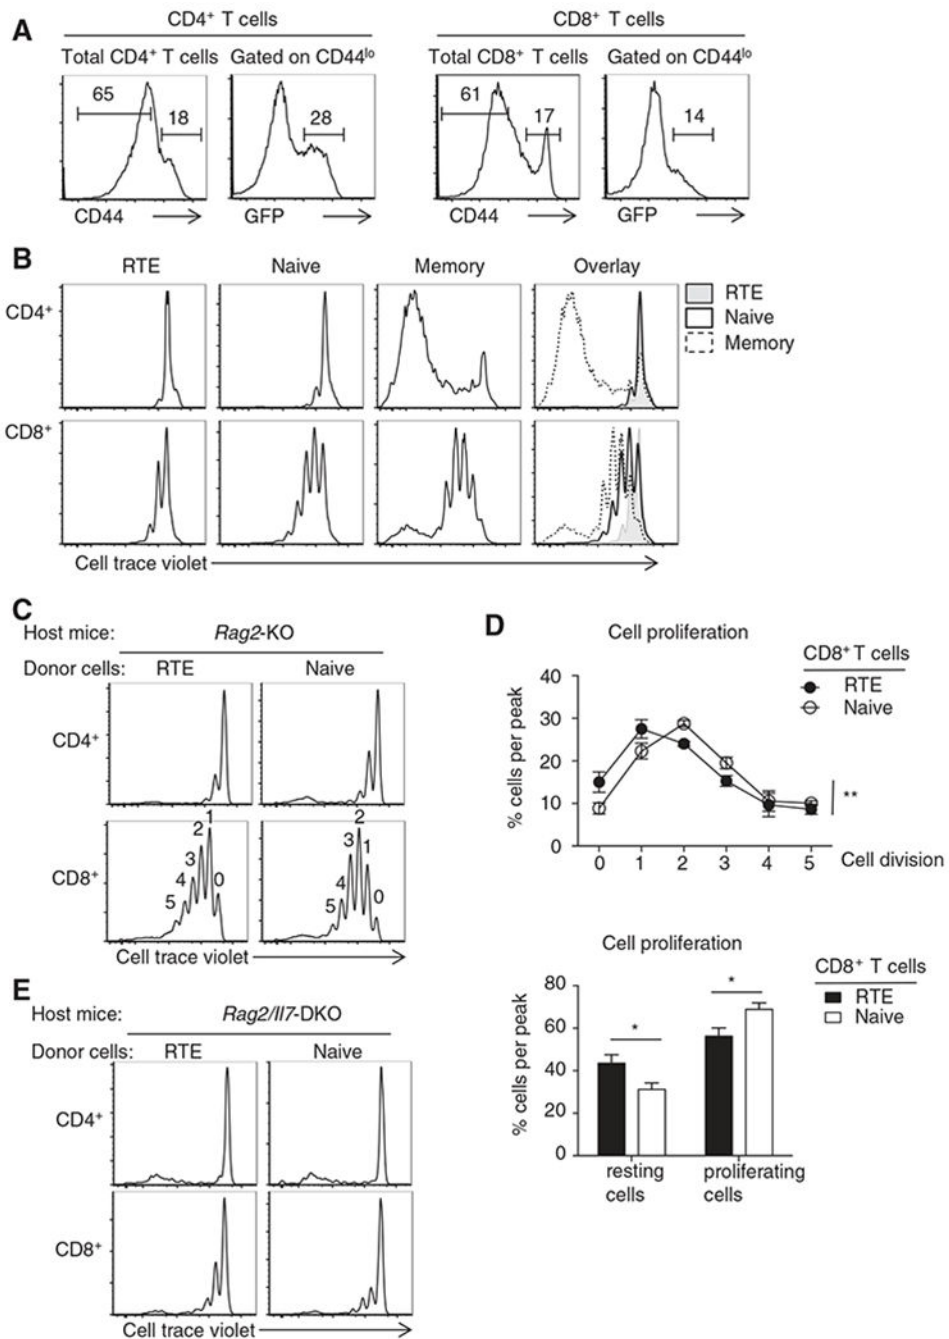 A
CD4⁺ T cells
CD8⁺ T cells
Total CD4⁺ T cells
Gated on CD44ˡᵒ
Total CD8⁺ T cells
Gated on CD44ˡᵒ
65
18
28
61
17
14
CD44
GFP
CD44
GFP
B
RTE
Naive
Memory
Overlay
CD4⁺
RTE
Naive
Memory
CD8⁺
Cell trace violet
C
Host mice:
Rag2-KO
Donor cells:
RTE
Naive
CD4⁺
CD8⁺
5
4
3
2
1
0
5
4
3
2
1
0
Cell trace violet
D
Cell proliferation
CD8⁺ T cells
RTE
Naive
% cells per peak
40
30
20
10
0
**
0 1 2 3 4 5
Cell division
Cell proliferation
CD8⁺ T cells
RTE
Naive
% cells per peak
80
60
40
20
0
*
*
resting
cells
proliferating
cells
E
Host mice:
Rag2/Il7-DKO
Donor cells:
RTE
Naive
CD4⁺
CD8⁺
Cell trace violet